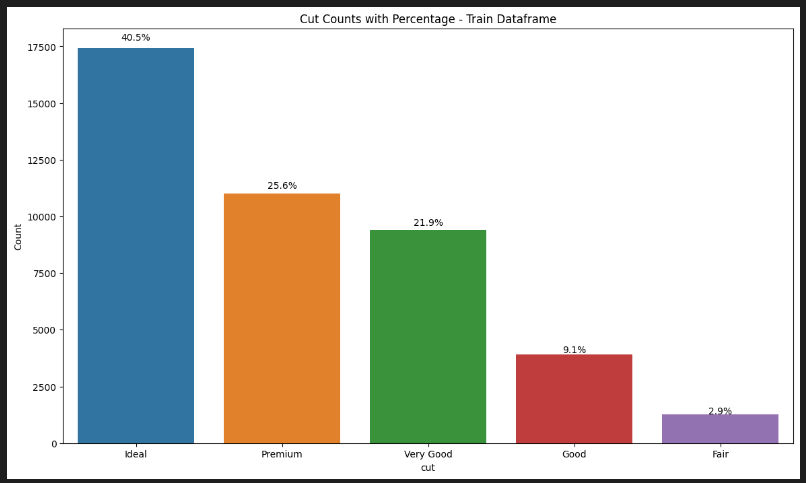 Cut Counts with Percentage - Train Dataframe
17500
15000
12500
10000
7500
5000
2500
0
Count
40.5%
25.6%
21.9%
9.1%
2.9%
Ideal
Premium
Very Good
Good
Fair
cut